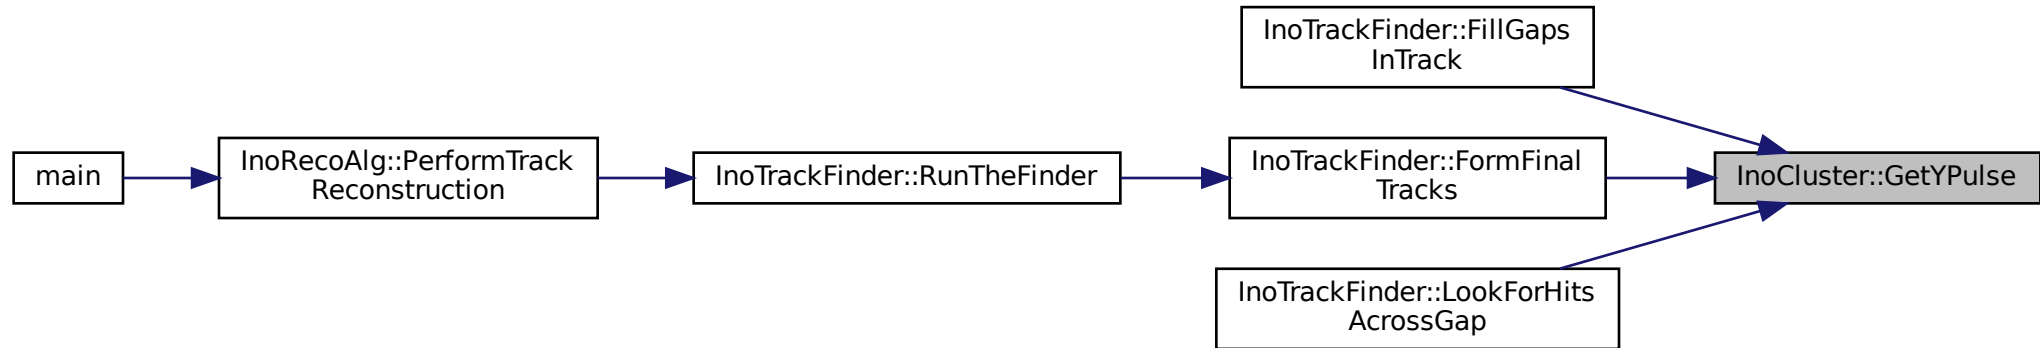 InoTrackFinder::FillGaps
InTrack
main
InoRecoAlg::PerformTrack
Reconstruction
InoTrackFinder::RunTheFinder
InoTrackFinder::FormFinal
Tracks
InoCluster::GetYPulse
InoTrackFinder::LookForHits
AcrossGap